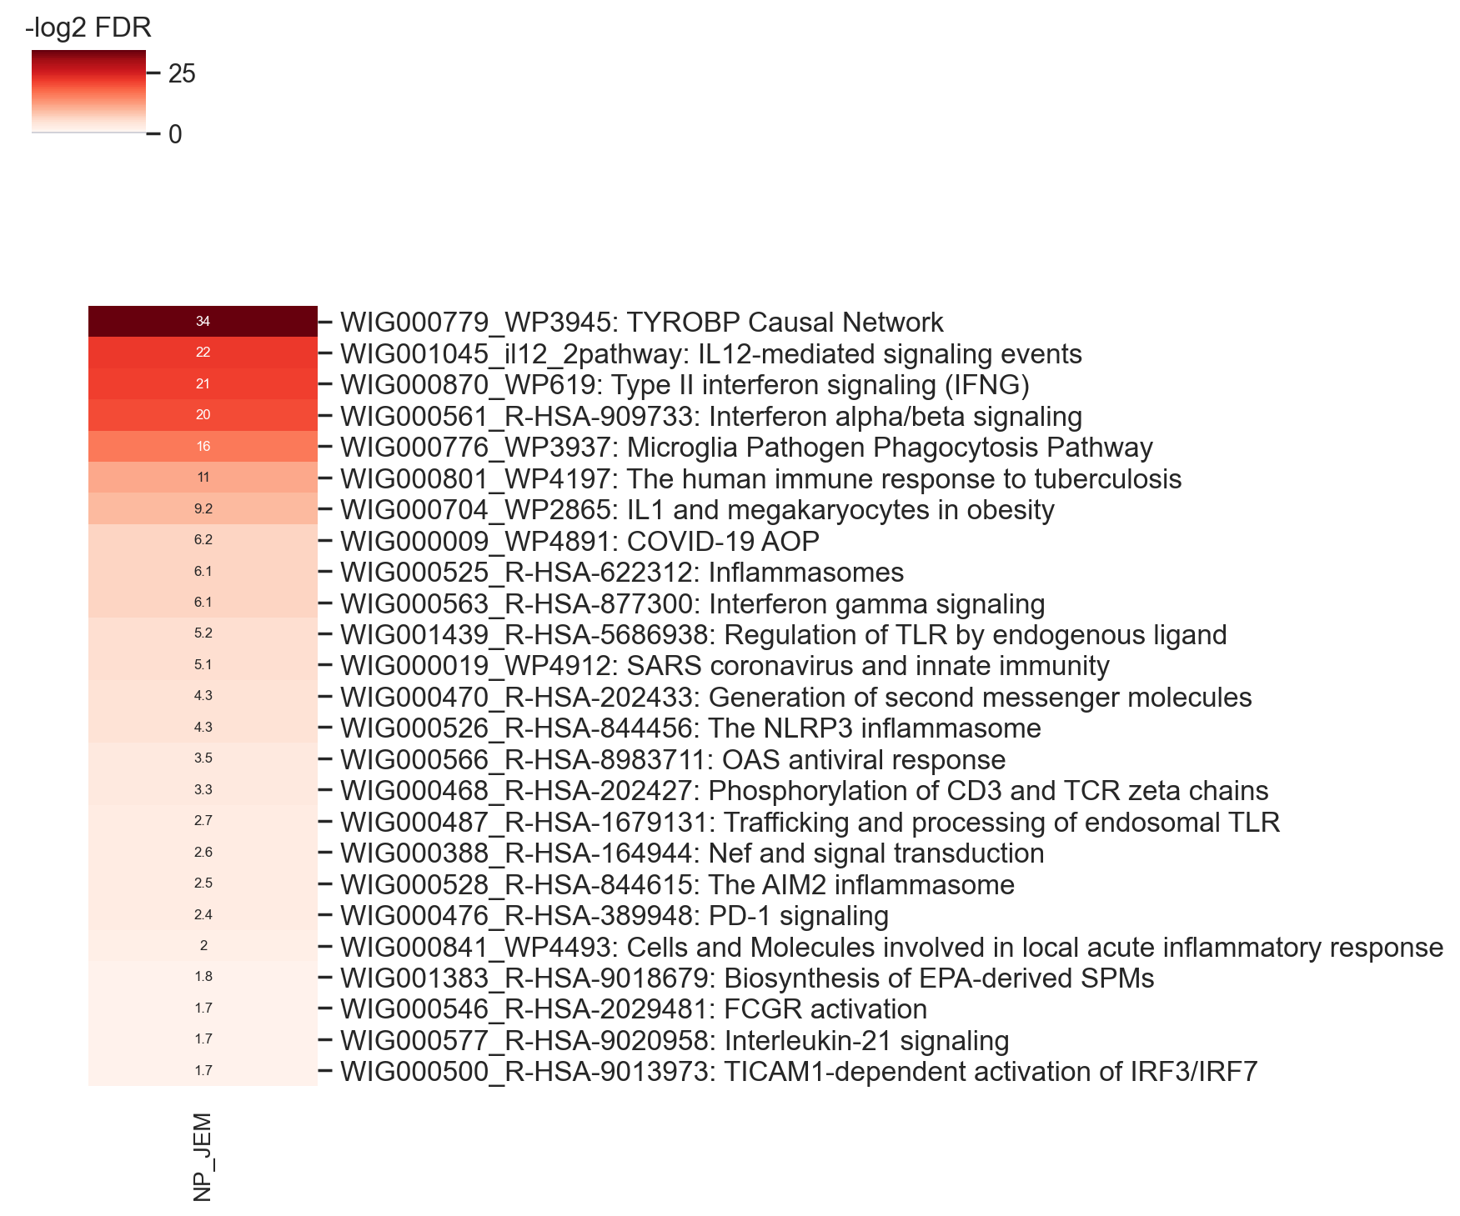 -log2 FDR
25
0
34 WIG000779_WP3945: TYROBP Causal Network
22 WIG001045_il12_2pathway: IL12-mediated signaling events
21 WIG000870_WP619: Type II interferon signaling (IFNG)
20 WIG000561_R-HSA-909733: Interferon alpha/beta signaling
16 WIG000776_WP3937: Microglia Pathogen Phagocytosis Pathway
11 WIG000801_WP4197: The human immune response to tuberculosis
9.2 WIG000704_WP2865: IL1 and megakaryocytes in obesity
6.2 WIG000009_WP4891: COVID-19 AOP
6.1 WIG000525_R-HSA-622312: Inflammasomes
6.1 WIG000563_R-HSA-877300: Interferon gamma signaling
5.2 WIG001439_R-HSA-5686938: Regulation of TLR by endogenous ligand
5.1 WIG000019_WP4912: SARS coronavirus and innate immunity
4.3 WIG000470_R-HSA-202433: Generation of second messenger molecules
4.3 WIG000526_R-HSA-844456: The NLRP3 inflammasome
3.5 WIG000566_R-HSA-8983711: OAS antiviral response
3.3 WIG000468_R-HSA-202427: Phosphorylation of CD3 and TCR zeta chains
2.7 WIG000487_R-HSA-1679131: Trafficking and processing of endosomal TLR
2.6 WIG000388_R-HSA-164944: Nef and signal transduction
2.5 WIG000528_R-HSA-844615: The AIM2 inflammasome
2.4 WIG000476_R-HSA-389948: PD-1 signaling
2 WIG000841_WP4493: Cells and Molecules involved in local acute inflammatory response
1.8 WIG001383_R-HSA-9018679: Biosynthesis of EPA-derived SPMs
1.7 WIG000546_R-HSA-2029481: FCGR activation
1.7 WIG000577_R-HSA-9020958: Interleukin-21 signaling
1.7 WIG000500_R-HSA-9013973: TICAM1-dependent activation of IRF3/IRF7
NP_JEM